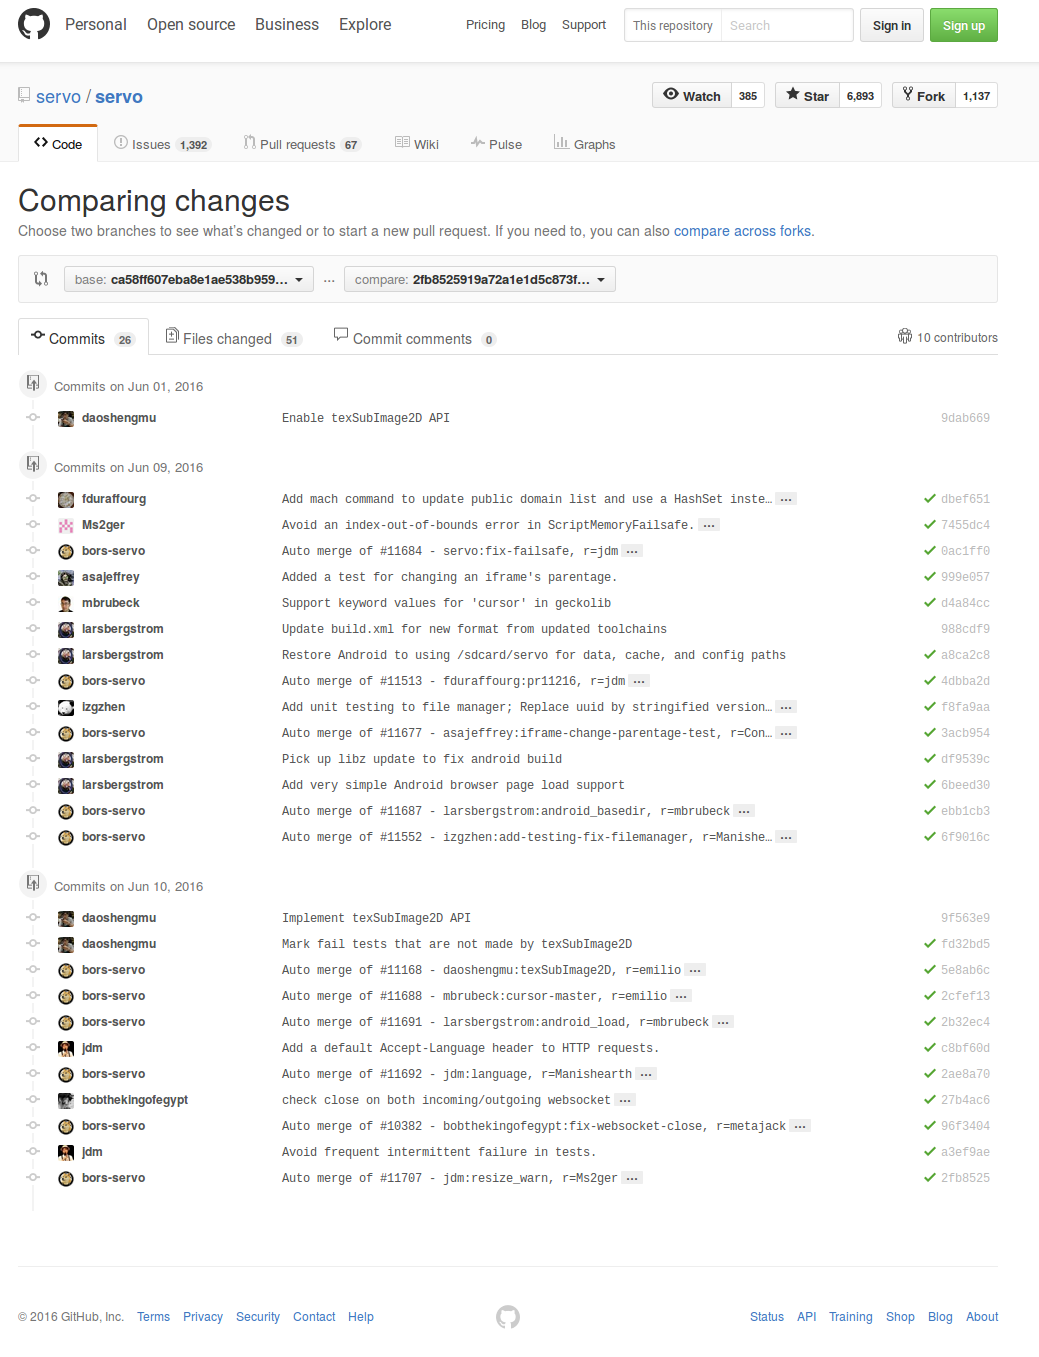 Personal Open source Business Explore Pricing Blog Support This repository Search Sign in Sign up
servo / servo Watch 385 Star 6,893 Fork 1,137
Code Issues 1,392 Pull requests 67 Wiki Pulse Graphs
Comparing changes
Choose two branches to see what's changed or to start a new pull request. If you need to, you can also compare across forks.
base: ca58ff607eba8e1ae538b959... ... compare: 2fb8525919a72a1e1d5c873f...
Commits 26 Files changed 51 Commit comments 0 10 contributors
Commits on Jun 01, 2016
daoshengmu Enable texSubImage2D API 9dab669
Commits on Jun 09, 2016
fduraffourg Add mach command to update public domain list and use a HashSet inste… … dbef651
Ms2ger Avoid an index-out-of-bounds error in ScriptMemoryFailsafe. … 7455dc4
bors-servo Auto merge of #11684 - servo:fix-failsafe, r=jdm … 0ac1ff0
asajeffrey Added a test for changing an iframe's parentage. 999e057
mbrubeck Support keyword values for 'cursor' in geckolib d4a84cc
larsbergstrom Update build.xml for new format from updated toolchains 988cdf9
larsbergstrom Restore Android to using /sdcard/servo for data, cache, and config paths a8ca2c8
bors-servo Auto merge of #11513 - fduraffourg:pr11216, r=jdm … 4dbba2d
izgzhen Add unit testing to file manager; Replace uuid by stringified version… … f8fa9aa
bors-servo Auto merge of #11677 - asajeffrey:iframe-change-parentage-test, r=Con… … 3acb954
larsbergstrom Pick up libz update to fix android build df9539c
larsbergstrom Add very simple Android browser page load support 6beed30
bors-servo Auto merge of #11687 - larsbergstrom:android_basedir, r=mbrubeck … ebb1cb3
bors-servo Auto merge of #11552 - izgzhen:add-testing-fix-filemanager, r=Manishe… … 6f9016c
Commits on Jun 10, 2016
daoshengmu Implement texSubImage2D API 9f563e9
daoshengmu Mark fail tests that are not made by texSubImage2D fd32bd5
bors-servo Auto merge of #11168 - daoshengmu:texSubImage2D, r=emilio … 5e8ab6c
bors-servo Auto merge of #11688 - mbrubeck:cursor-master, r=emilio … 2cfef13
bors-servo Auto merge of #11691 - larsbergstrom:android_load, r=mbrubeck … 2b32ec4
jdm Add a default Accept-Language header to HTTP requests. c8bf60d
bors-servo Auto merge of #11692 - jdm:language, r=Manishearth … 2ae8a70
bobthekingofegypt check close on both incoming/outgoing websocket … 27b4ac6
bors-servo Auto merge of #10382 - bobthekingofegypt:fix-websocket-close, r=metajack … 96f3404
jdm Avoid frequent intermittent failure in tests. a3ef9ae
bors-servo Auto merge of #11707 - jdm:resize_warn, r=Ms2ger … 2fb8525
© 2016 GitHub, Inc. Terms Privacy Security Contact Help Status API Training Shop Blog About